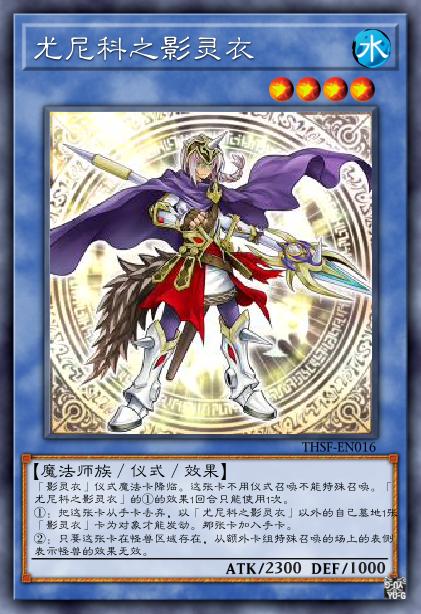 尤尼科之影灵衣
水
THSF-EN016
【魔法师族／仪式／效果】
「影灵衣」仪式魔法卡降临。这张卡不用仪式召唤不能特殊召唤。「
尤尼科之影灵衣」的①的效果1回合只能使用1次。
①：把这张卡从手卡丢弃，以「尤尼科之影灵衣」以外的自己墓地1张
「影灵衣」卡为对象才能发动。那张卡加入手卡。
②：只要这张卡在怪兽区域存在，从额外卡组特殊召唤的场上的表侧
表示怪兽的效果无效。
ATK/2300 DEF/1000